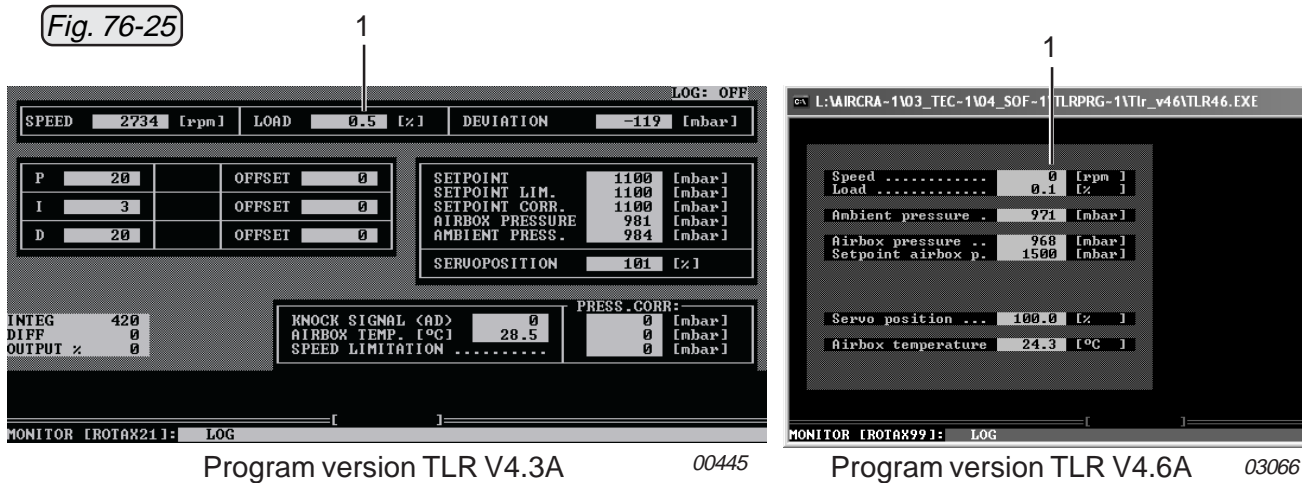 Fig. 76-25
1
LOG: OFF
SPEED 2734 [rpm] LOAD 0.5 [%] DEVIATION -119 [mbar]
P 20 OFFSET 0
I 3 OFFSET 0
D 20 OFFSET 0
SETPOINT 1100 [mbar]
SETPOINT LIM. 1100 [mbar]
SETPOINT CORR. 1100 [mbar]
AIRBOX PRESSURE 981 [mbar]
AMBIENT PRESS. 984 [mbar]
SERVOPOSITION 101 [%]
INTEG 420
DIFF 0
OUTPUT % 0
PRESS.CORR:
KNOCK SIGNAL (AD) 0 0 [mbar]
AIRBOX TEMP. [ºC] 28.5 0 [mbar]
SPEED LIMITATION .......... 0 [mbar]
[ ]
MONITOR [ROTAX21]: LOG
Program version TLR V4.3A
00445
1
L:\AIRCRA~1\03_TEC~1\04_SOF~1\TLRPRG~1\Tlr_v46\TLR46.EXE
Speed ............ 0 [rpm ]
Load ............. 0.1 [% ]
Ambient pressure . 971 [mbar]
Airbox pressure .. 968 [mbar]
Setpoint airbox p. 1500 [mbar]
Servo position ... 100.0 [% ]
Airbox temperature 24.3 [ºC ]
[ ]
MONITOR [ROTAX99]: LOG
Program version TLR V4.6A
03066